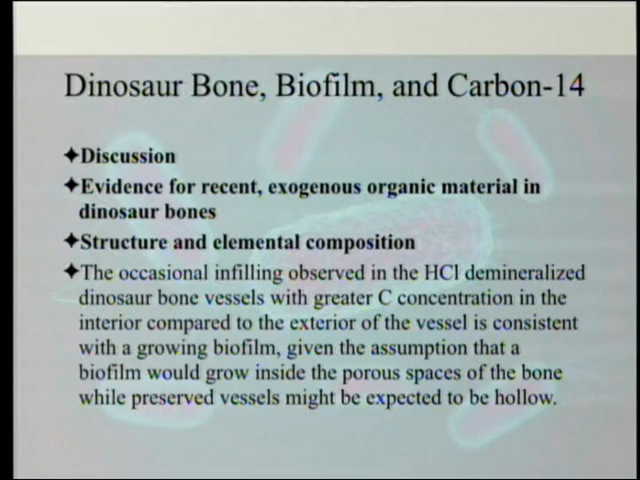 Dinosaur Bone, Biofilm, and Carbon-14
✦Discussion
✦Evidence for recent, exogenous organic material in
dinosaur bones
✦Structure and elemental composition
✦The occasional infilling observed in the HCl demineralized
dinosaur bone vessels with greater C concentration in the
interior compared to the exterior of the vessel is consistent
with a growing biofilm, given the assumption that a
biofilm would grow inside the porous spaces of the bone
while preserved vessels might be expected to be hollow.